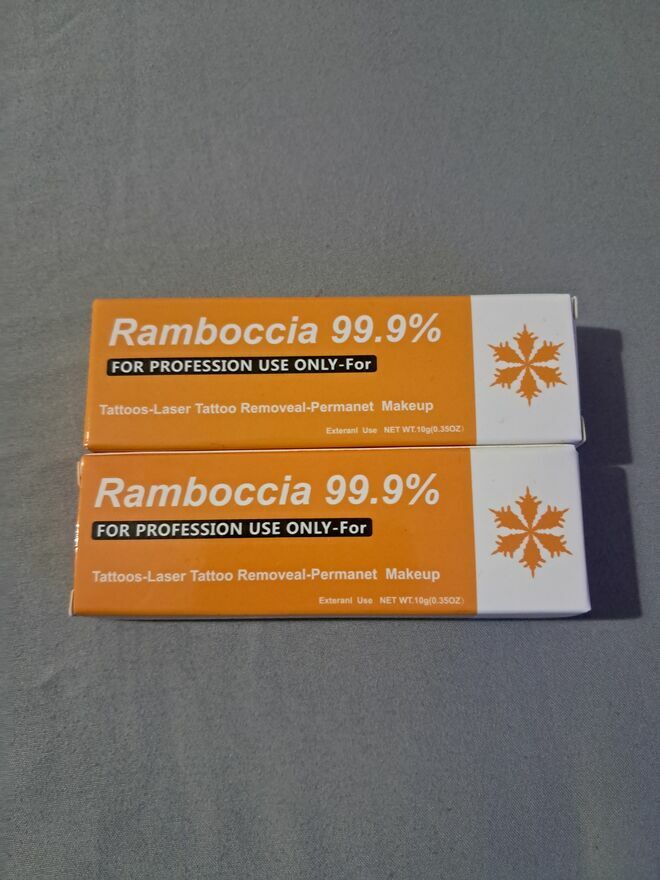 Ramboccia 99.9%
FOR PROFESSION USE ONLY-For
Tattoos-Laser Tattoo Removeal-Permanet Makeup
Exteranl Use NET WT.10g(0.35OZ)
Ramboccia 99.9%
FOR PROFESSION USE ONLY-For
Tattoos-Laser Tattoo Removeal-Permanet Makeup
Exteranl Use NET WT.10g(0.35OZ)